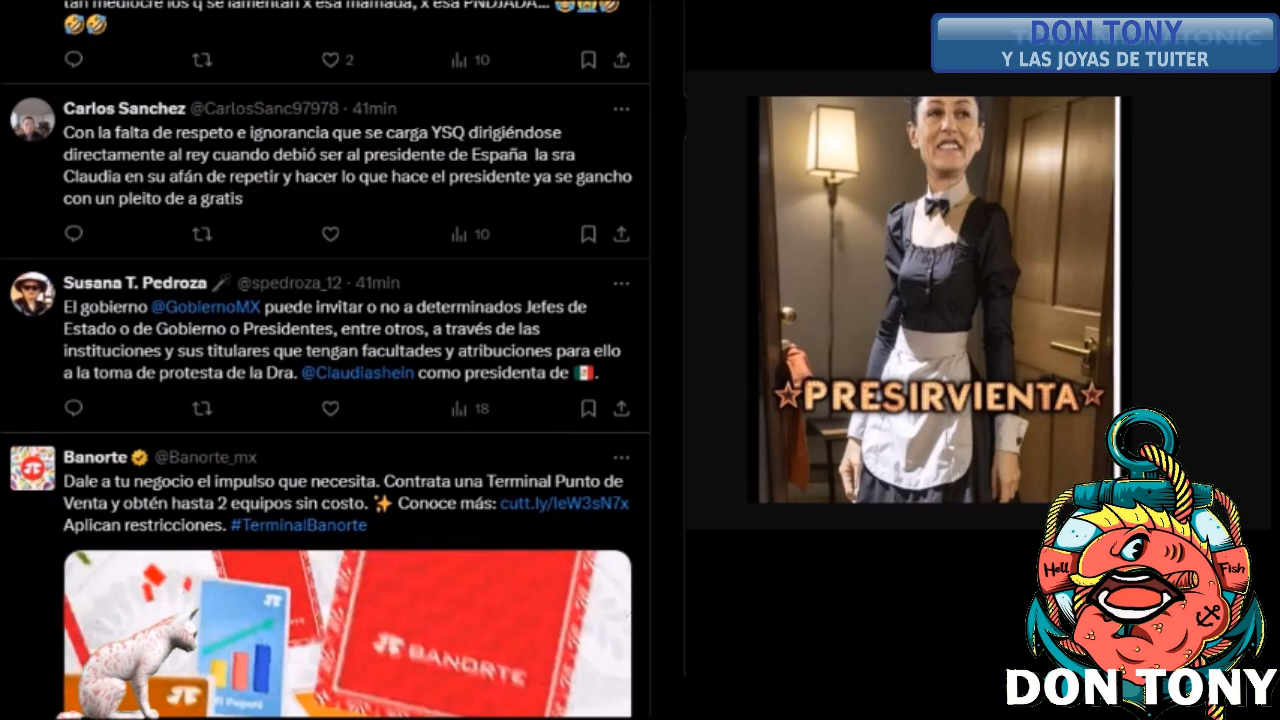 tan mediocre los q se lamentan x esa mamada, x esa PNDJADA....
2
10
Carlos Sanchez @CarlosSanc97978 · 41min
Con la falta de respeto e ignorancia que se carga YSQ dirigiéndose
directamente al rey cuando debió ser al presidente de España la sra
Claudia en su afán de repetir y hacer lo que hace el presidente ya se gancho
con un pleito de a gratis
10
Susana T. Pedroza @spedroza_12 · 41min
El gobierno @GobiernoMX puede invitar o no a determinados Jefes de
Estado o de Gobierno o Presidentes, entre otros, a través de las
instituciones y sus titulares que tengan facultades y atribuciones para ello
a la toma de protesta de la Dra. @Claudiashein como presidenta de 🇲🇽.
18
Banorte @Banorte_mx
Dale a tu negocio el impulso que necesita. Contrata una Terminal Punto de
Venta y obtén hasta 2 equipos sin costo. ✨ Conoce más: cutt.ly/IeW3sN7x
Aplican restricciones. #TerminalBanorte
BANORTE
DON TONY
Y LAS JOYAS DE TUITER
☆PRESIRVIENTA☆
Hell
Fish
DON TONY